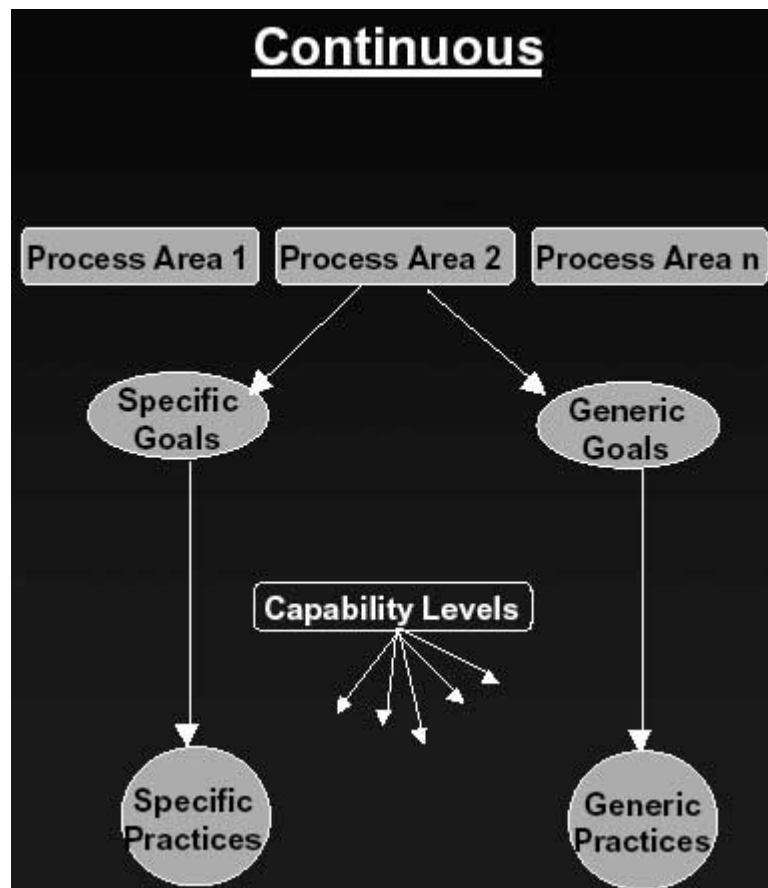 Continuous
Process Area 1
Process Area 2
Process Area n
Specific
Goals
Generic
Goals
Capability Levels
Specific
Practices
Generic
Practices